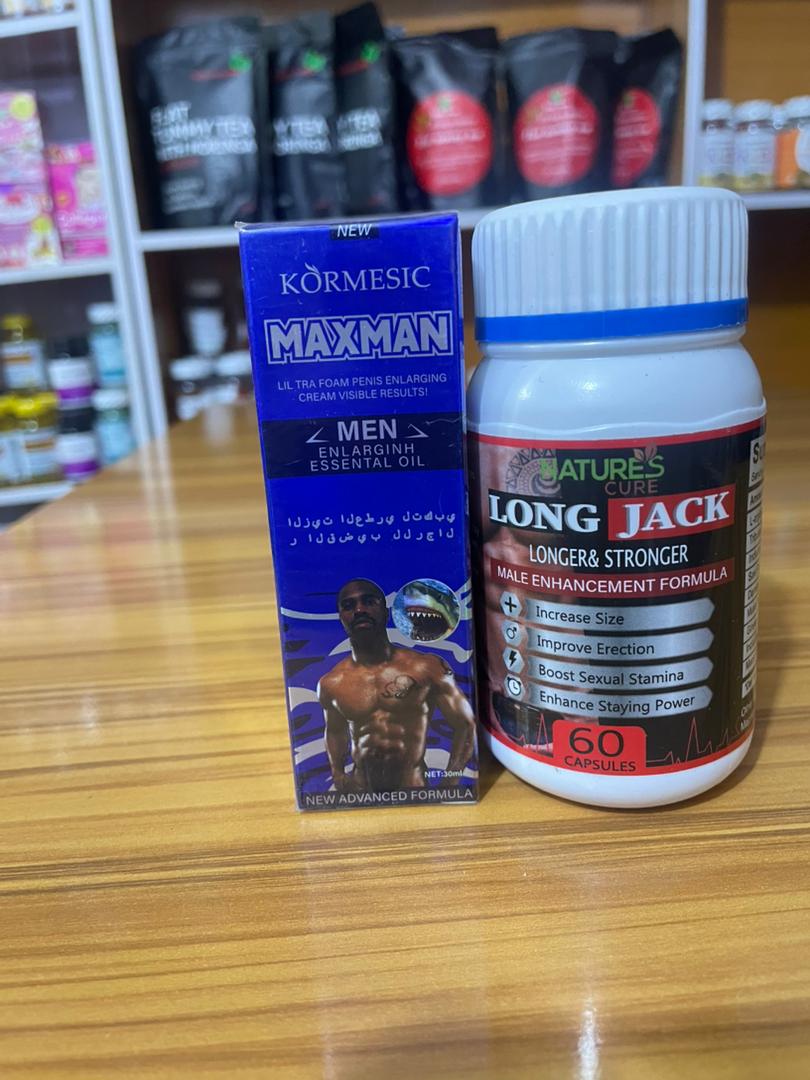 NEW
KORMESIC
MAXMAN
LIL TRA FOAM PENIS ENLARGING
CREAM VISIBLE RESULTS!
MEN
ENLARGINH
ESSENTAL OIL
ا ل ز ي ت   ا ل ع ط ر ي   ل ت ك ب ي
ر   ا ل ق ض ي ب   ل ل ر ج ا ل
NET:30ml
NEW ADVANCED FORMULA
NATURE'S
CURE
LONG JACK
LONGER& STRONGER
MALE ENHANCEMENT FORMULA
Increase Size
Improve Erection
Boost Sexual Stamina
Enhance Staying Power
60
CAPSULES